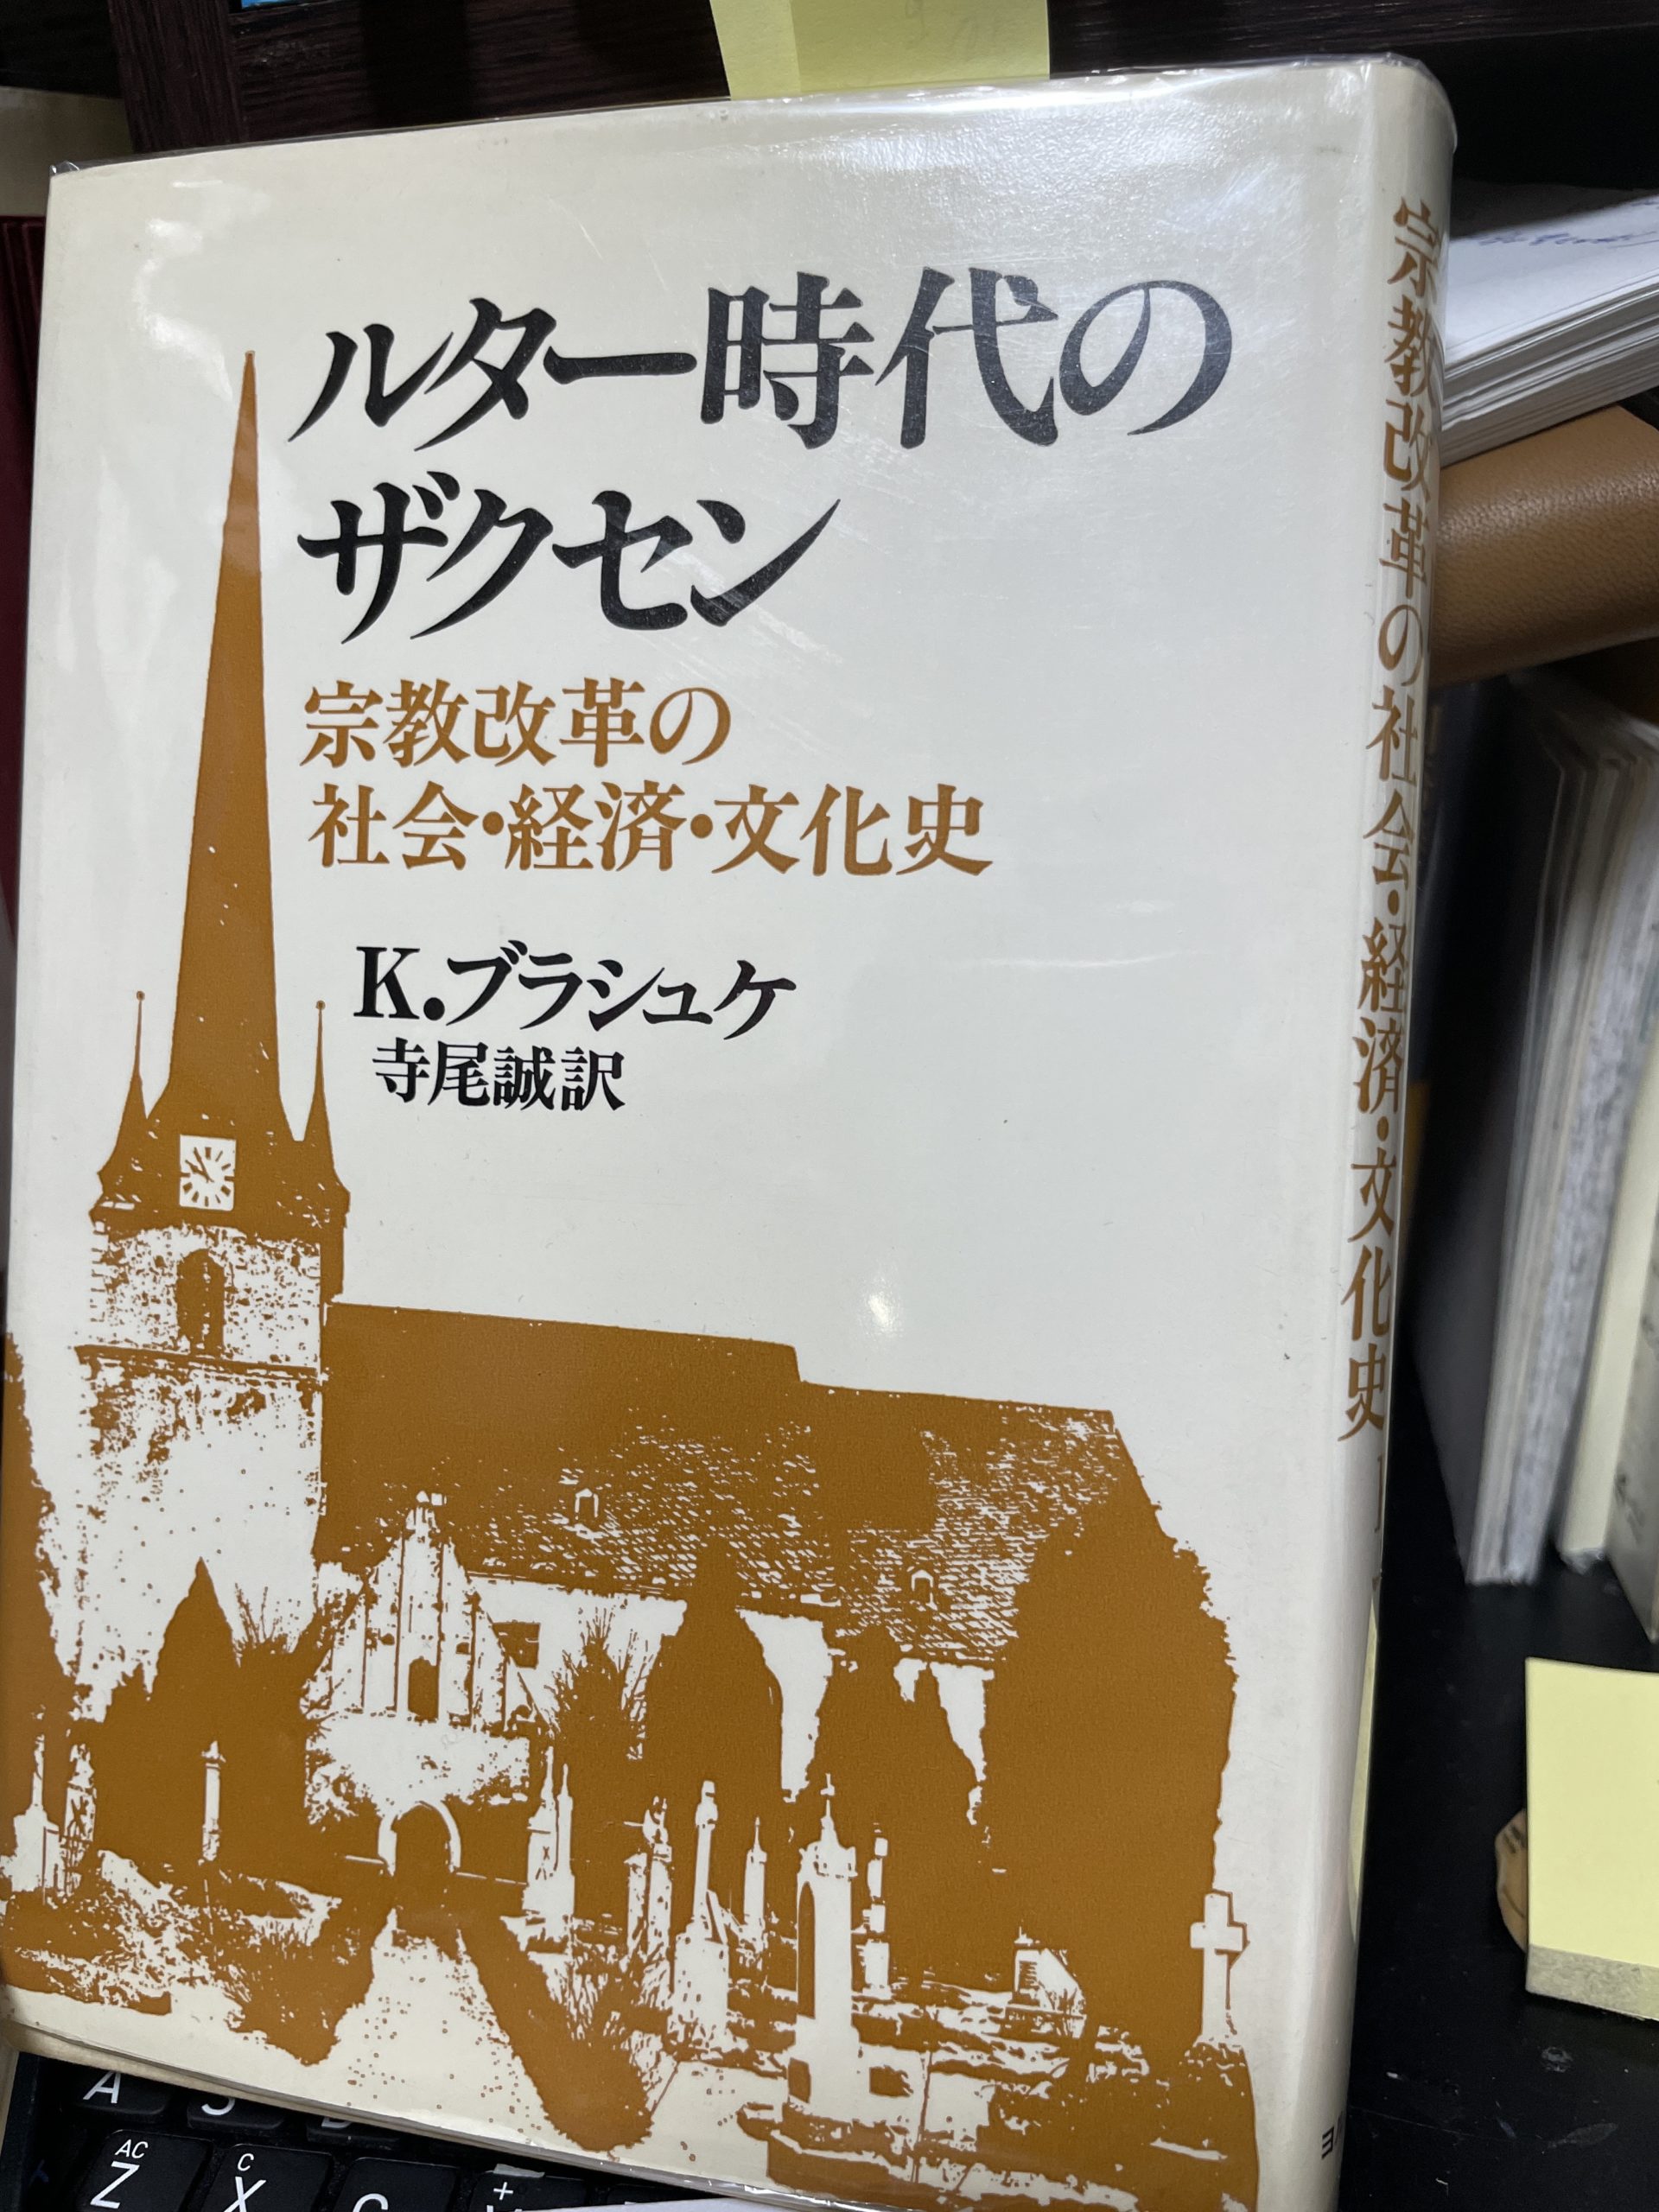 ルター時代の
ザクセン
宗教改革の
社会・経済・文化史
K.ブラシュケ
寺尾誠訳
宗教改革の社会・経済・文化史
ヨ
A
S
AC
Z
C
X
+